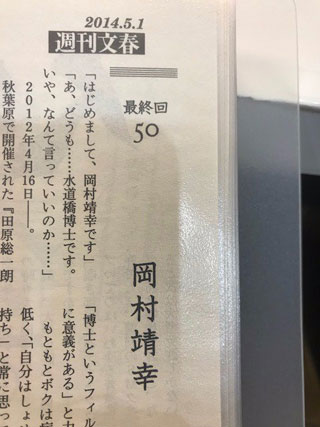 2014.5.1
週刊文春
最終回
50
岡村靖幸
「はじめまして、岡村靖幸です」
「あ、どうも……水道橋博士です。
いや、なんて言っていいのか……」
2012年4月16日――。
秋葉原で開催された『田原総一朗
「博士というフィル
に意義がある」と
もともとボクは
低く、「自分はしょ
持ち」と常に思っ